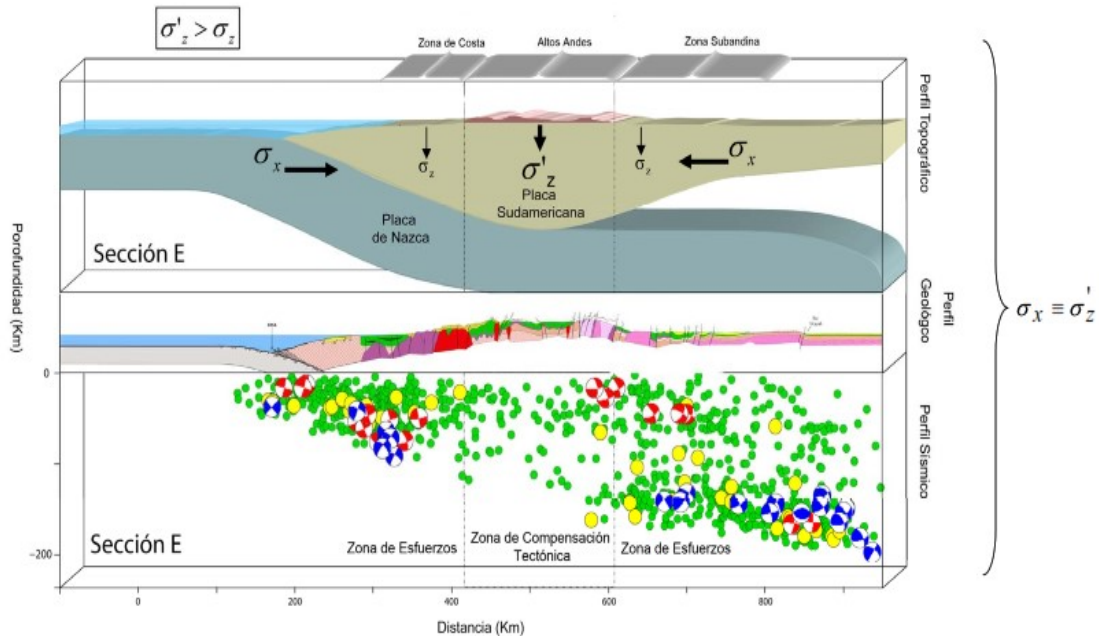 σ'z > σz
Zona de Costa
Altos Andes
Zona Subandina
Perfil Topográfico
σx
σz
σ'z
σz
σx
Placa
Sudamericana
Placa
de Nazca
Sección E
Porofundidad (Km)
Perfil
Geológoco
σx ≡ σ'z
0
Perfil Sísmico
−200
Sección E
Zona de Esfuerzos
Zona de Compensación
Tectónica
Zona de Esfuerzos
0
200
400
600
800
Distancia (Km)